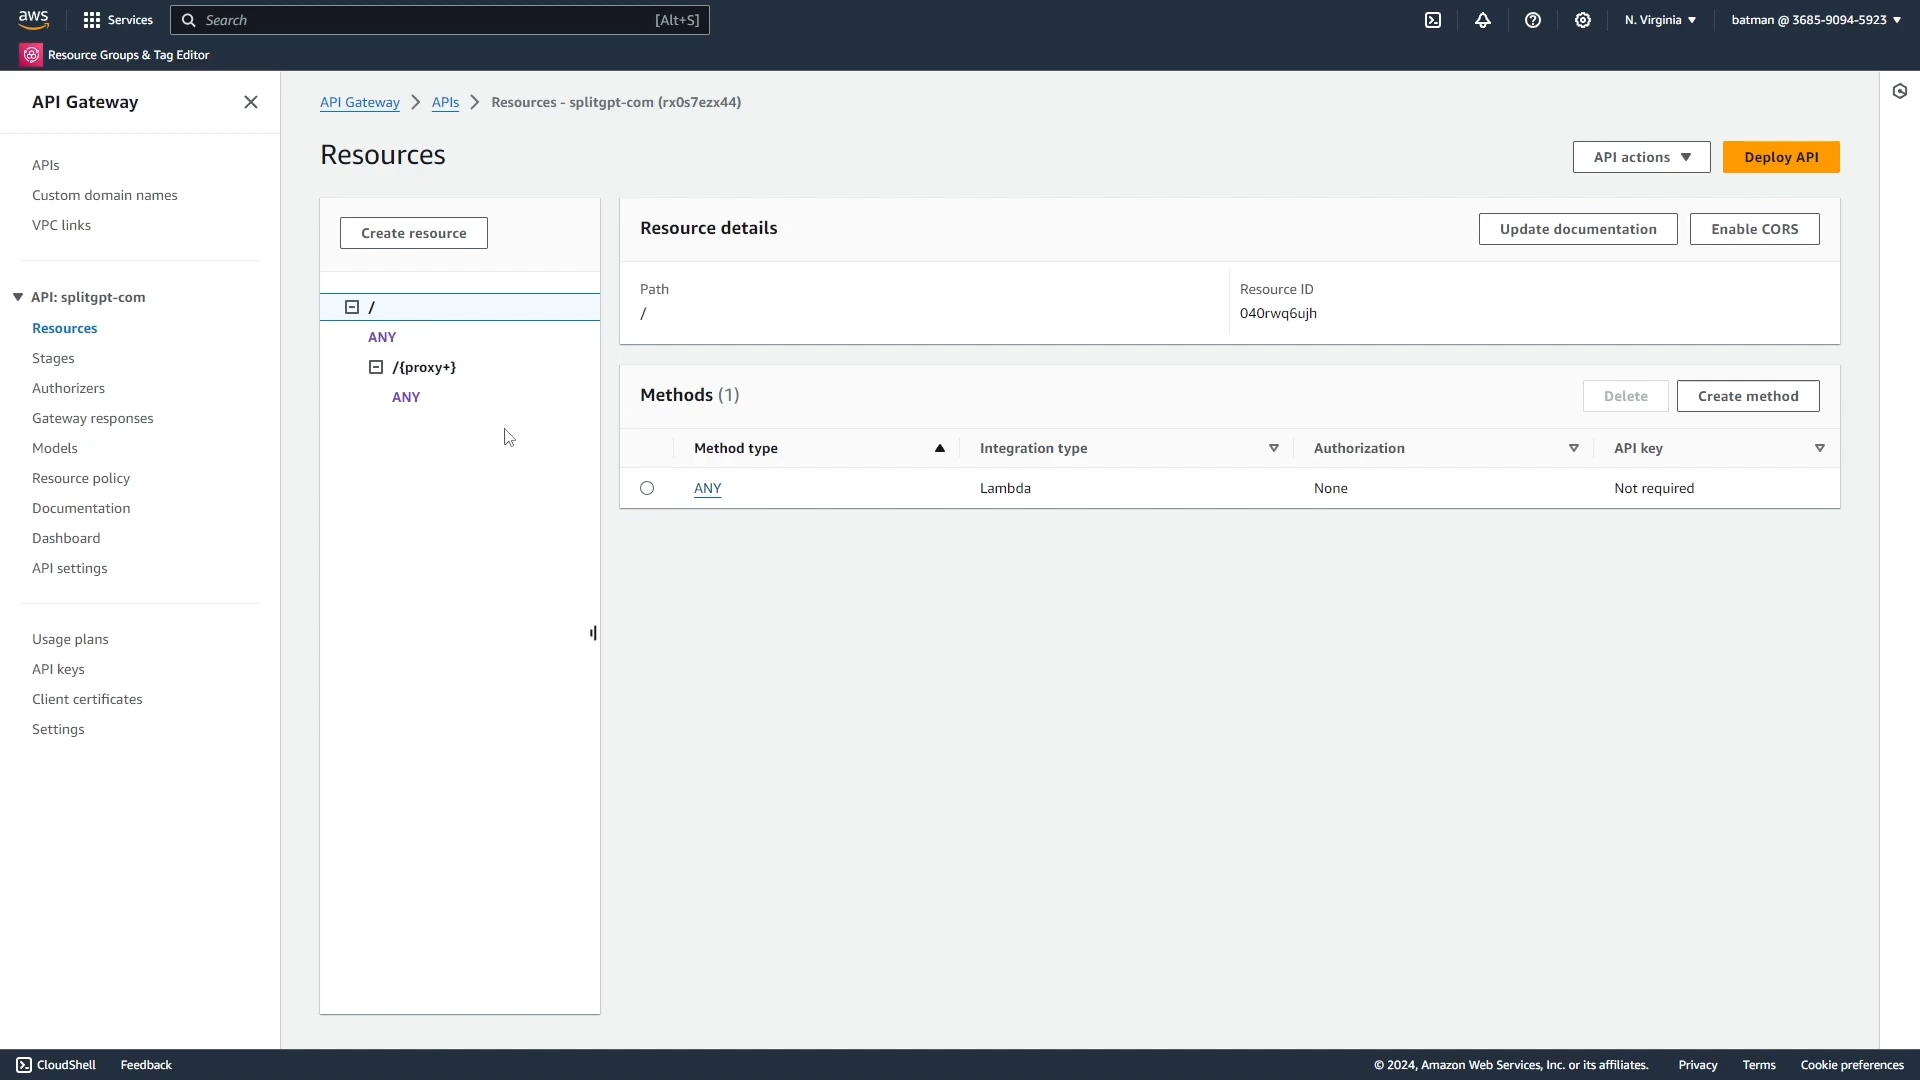 aws
Services
Search
[Alt+S]
N. Virginia
batman @ 3685-9094-5923
Resource Groups & Tag Editor
API Gateway
APIs
Custom domain names
VPC links
API: splitgpt-com
Resources
Stages
Authorizers
Gateway responses
Models
Resource policy
Documentation
Dashboard
API settings
Usage plans
API keys
Client certificates
Settings
API Gateway > APIs > Resources - splitgpt-com (rx0s7ezx44)
Resources
API actions
Deploy API
Create resource
/
ANY
/{proxy+}
ANY
Resource details
Update documentation
Enable CORS
Path
/
Resource ID
040rwq6ujh
Methods (1)
Delete
Create method
Method type Integration type Authorization API key
ANY Lambda None Not required
CloudShell Feedback
© 2024, Amazon Web Services, Inc. or its affiliates. Privacy Terms Cookie preferences